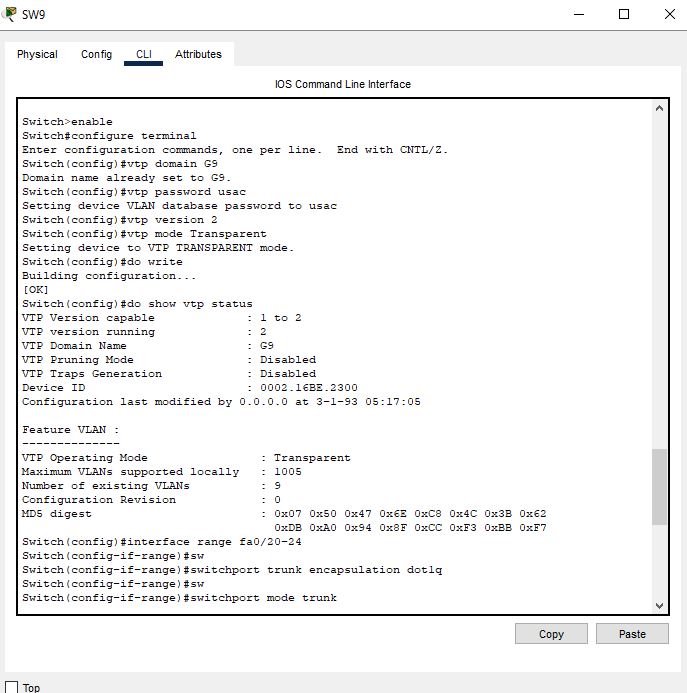 SW9
Physical Config CLI Attributes
IOS Command Line Interface
Switch>enable
Switch#configure terminal
Enter configuration commands, one per line.  End with CNTL/Z.
Switch(config)#vtp domain G9
Domain name already set to G9.
Switch(config)#vtp password usac
Setting device VLAN database password to usac
Switch(config)#vtp version 2
Switch(config)#vtp mode Transparent
Setting device to VTP TRANSPARENT mode.
Switch(config)#do write
Building configuration...
[OK]
Switch(config)#do show vtp status
VTP Version capable             : 1 to 2
VTP version running             : 2
VTP Domain Name                 : G9
VTP Pruning Mode                : Disabled
VTP Traps Generation            : Disabled
Device ID                       : 0002.16BE.2300
Configuration last modified by 0.0.0.0 at 3-1-93 05:17:05
Feature VLAN :
--------------
VTP Operating Mode                : Transparent
Maximum VLANs supported locally   : 1005
Number of existing VLANs          : 9
Configuration Revision            : 0
MD5 digest                        : 0x07 0x50 0x47 0x6E 0xC8 0x4C 0x3B 0x62
0xDB 0xA0 0x94 0x8F 0xCC 0xF3 0xBB 0xF7
Switch(config)#interface range fa0/20-24
Switch(config-if-range)#sw
Switch(config-if-range)#switchport trunk encapsulation dot1q
Switch(config-if-range)#sw
Switch(config-if-range)#switchport mode trunk
Copy Paste
Top